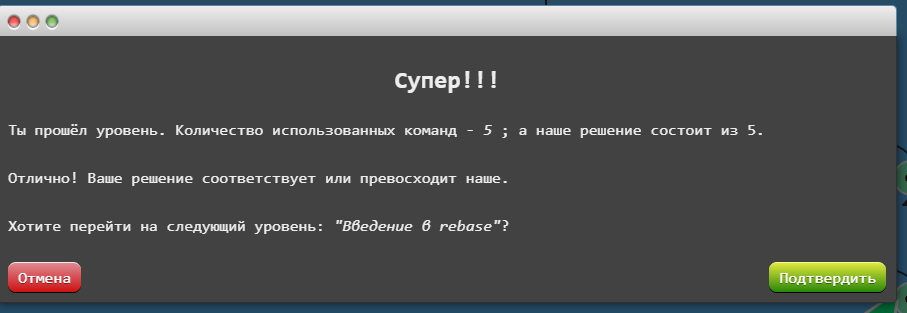 Супер!!!
Ты прошёл уровень. Количество использованных команд - 5 ; а наше решение состоит из 5.
Отлично! Ваше решение соответствует или превосходит наше.
Хотите перейти на следующий уровень: "Введение в rebase"?
Отмена
Подтвердить